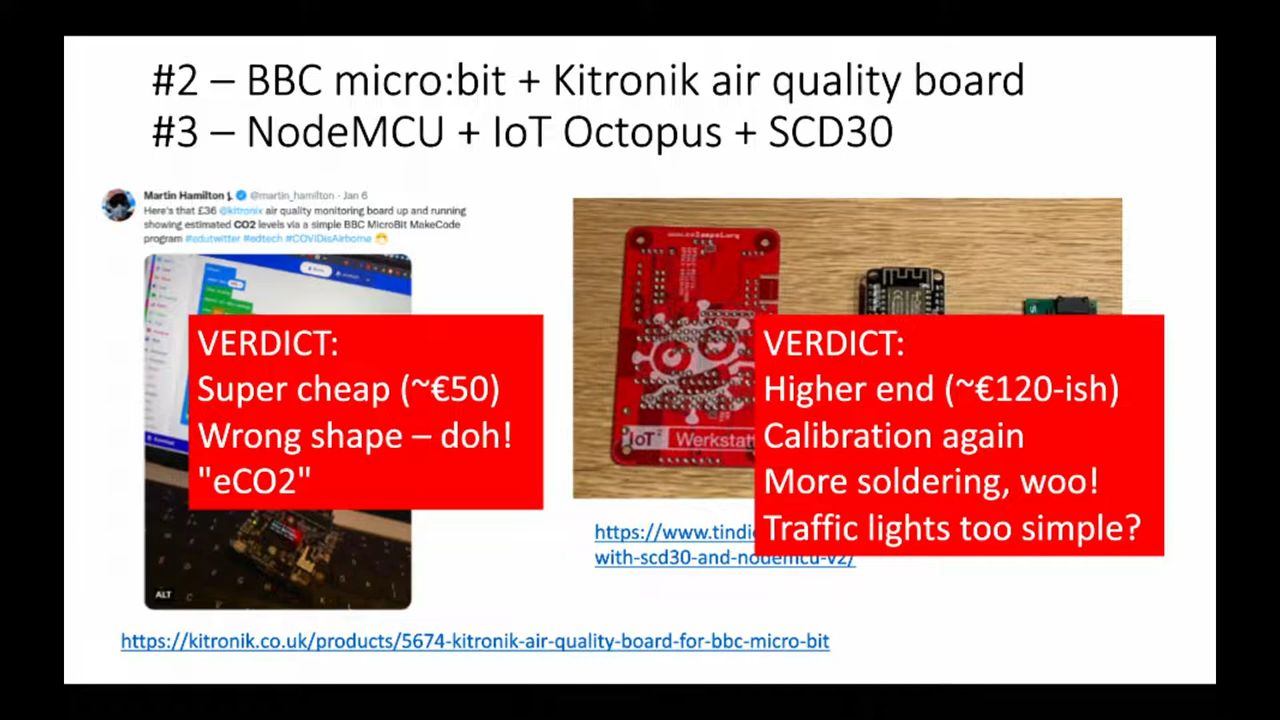 #2 – BBC micro:bit + Kitronik air quality board
#3 – NodeMCU + IoT Octopus + SCD30
Martin Hamilton @martin_hamilton · Jan 6
Here's that £36 @kitronix air quality monitoring board up and running
showing estimated CO2 levels via a simple BBC MicroBit MakeCode
program #edutwitter #edtech #COVIDisAirborne
VERDICT:
Super cheap (~€50)
Wrong shape – doh!
"eCO2"
ALT
IoT² Werkstatt
VERDICT:
Higher end (~€120-ish)
Calibration again
More soldering, woo!
Traffic lights too simple?
https://www.tindie
with-scd30-and-nodemcu-v2/
https://kitronik.co.uk/products/5674-kitronik-air-quality-board-for-bbc-micro-bit